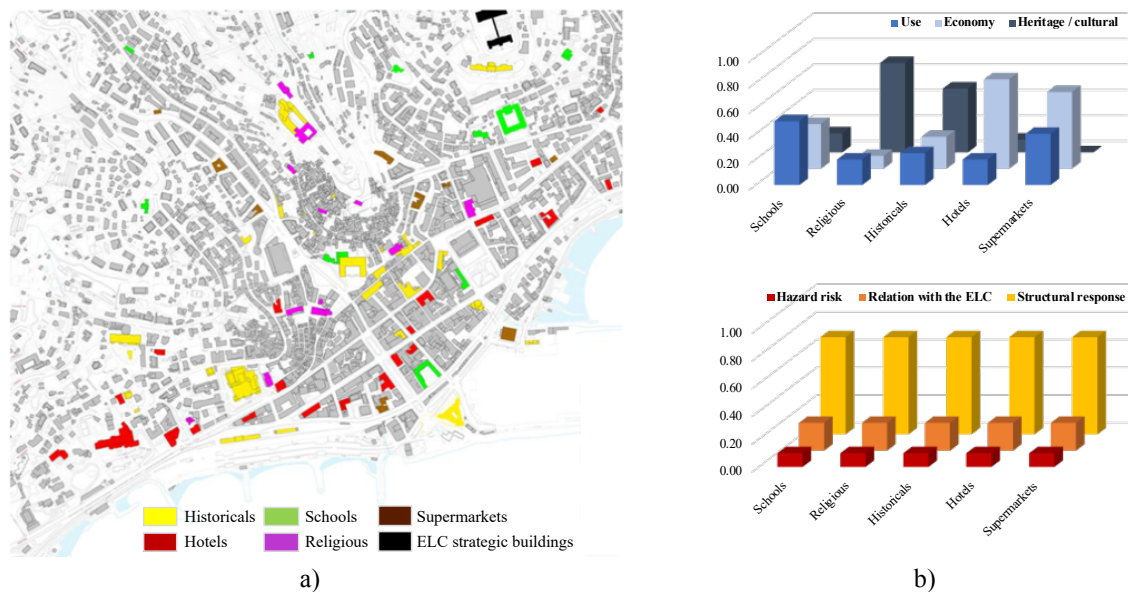 Historicals Schools Supermarkets
Hotels Religious ELC strategic buildings
a)
Use Economy Heritage / cultural
1.00
0.80
0.60
0.40
0.20
0.00
Schools
Religious
Historicals
Hotels
Supermarkets
Hazard risk Relation with the ELC Structural response
1.00
0.80
0.60
0.40
0.20
0.00
Schools
Religious
Historicals
Hotels
Supermarkets
b)